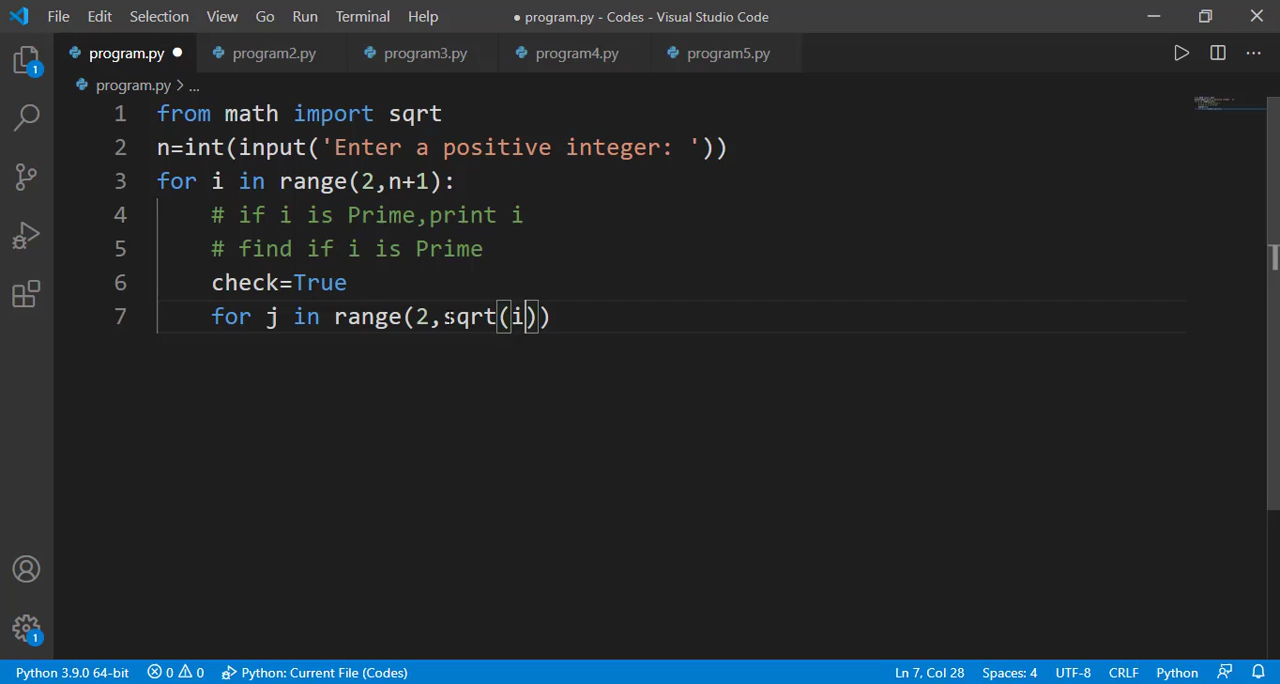 File Edit Selection View Go Run Terminal Help ● program.py - Codes - Visual Studio Code
program.py ● program2.py program3.py program4.py program5.py
program.py > ...
1 from math import sqrt
2 n=int(input('Enter a positive integer: '))
3 for i in range(2,n+1):
4 # if i is Prime,print i
5 # find if i is Prime
6 check=True
7 for j in range(2,sqrt(i))
1
1
Python 3.9.0 64-bit 0 0 Python: Current File (Codes) Ln 7, Col 28 Spaces: 4 UTF-8 CRLF Python